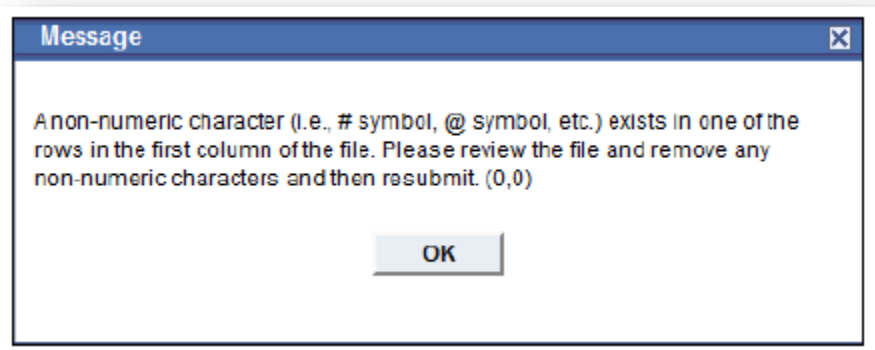 Message
A non-numeric character (i.e., # symbol, @ symbol, etc.) exists in one of the
rows in the first column of the file. Please review the file and remove any
non-numeric characters and then resubmit. (0,0)
OK